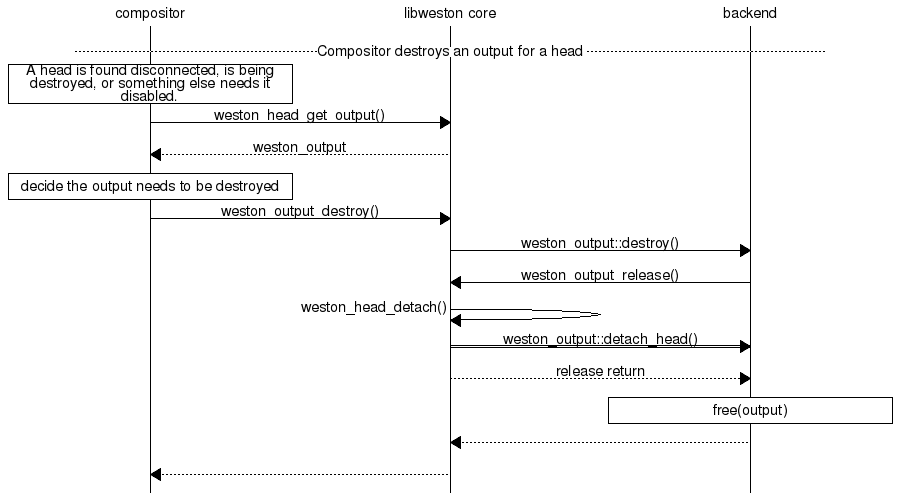 compositor
libweston core
backend
Compositor destroys an output for a head
A head is found disconnected, is being
destroyed, or something else needs it
disabled.
weston_head_get_output()
weston_output
decide the output needs to be destroyed
weston_output_destroy()
weston_output::destroy()
weston_output_release()
weston_head_detach()
weston_output::detach_head()
release return
free(output)